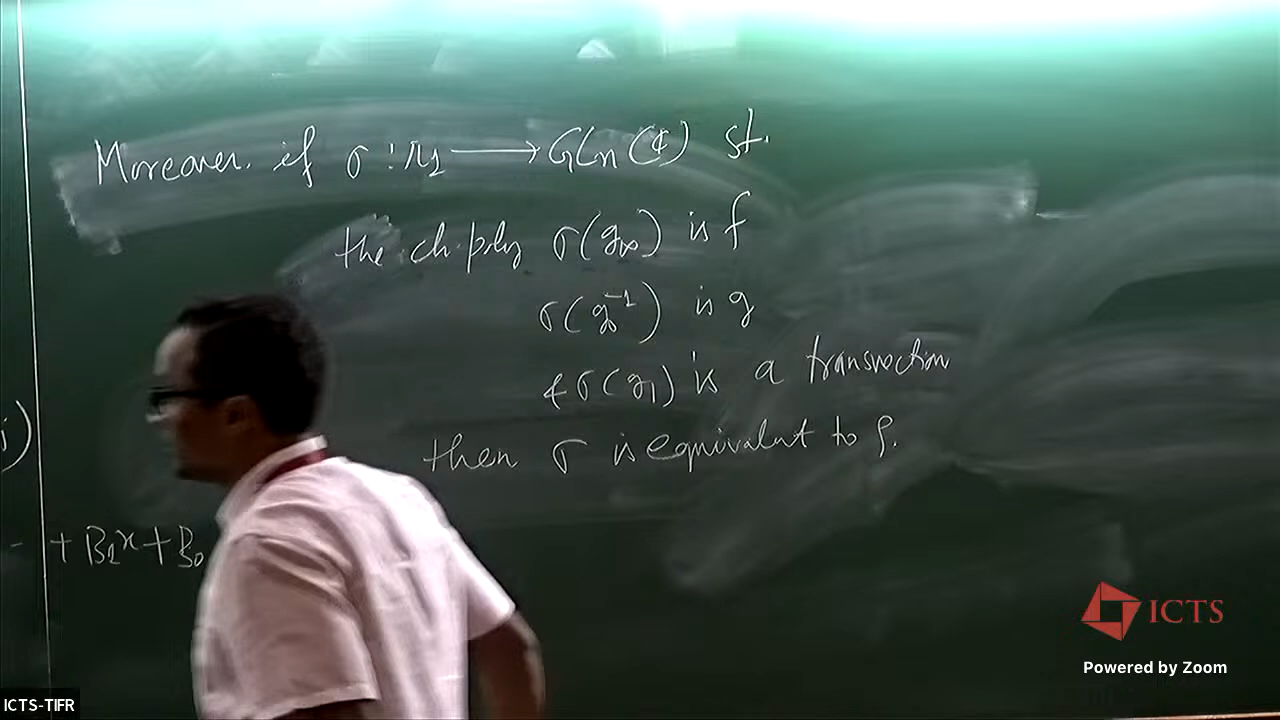 Moreover. if σ : π1 ⟶ GLn(ℂ) st.
the ch. poly σ(g∞) is f
σ(g0^-1) is g
& σ(g1) is a transvection
then σ is equivalent to ρ.
i)
- + B1x + B0
ICTS
Powered by Zoom
ICTS-TIFR